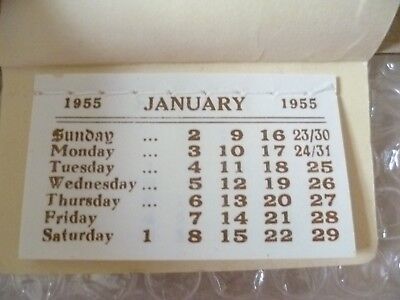 1955 JANUARY 1955
Sunday ... 2 9 16 23/30
Monday ... 3 10 17 24/31
Tuesday ... 4 11 18 25
Wednesday ... 5 12 19 26
Thursday ... 6 13 20 27
Friday 7 14 21 28
Saturday 1 8 15 22 29